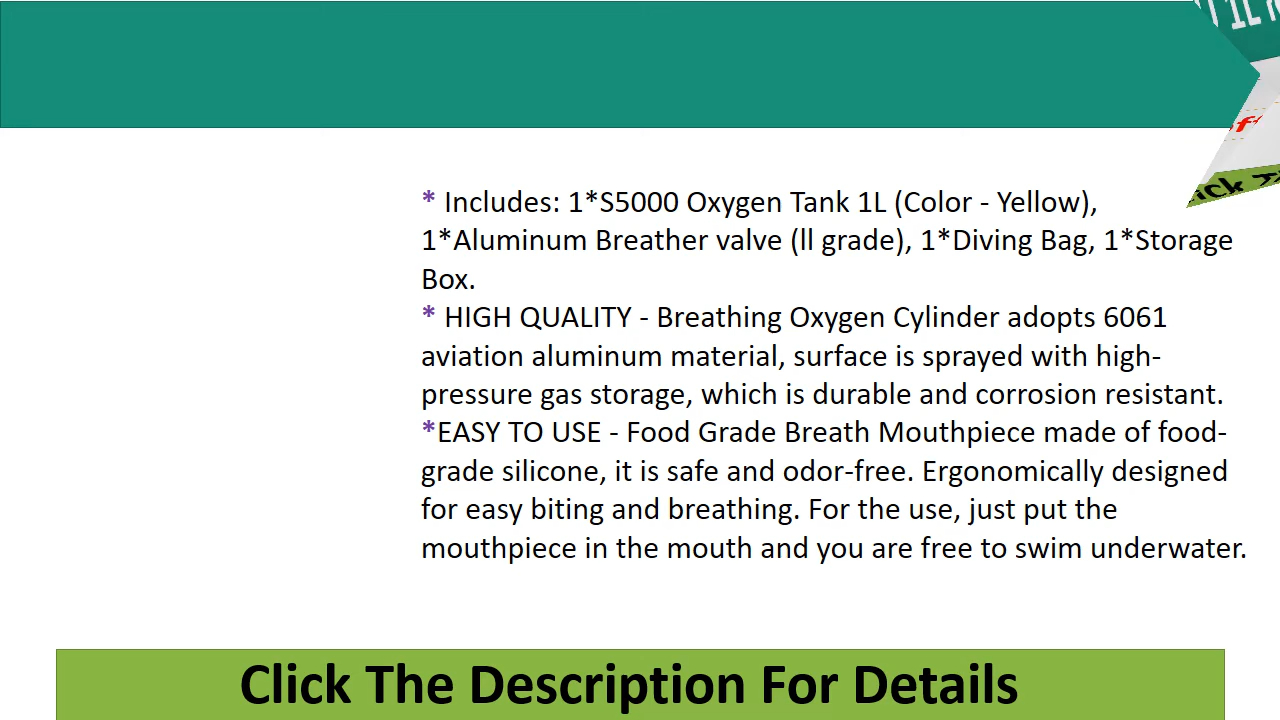 * Includes: 1*S5000 Oxygen Tank 1L (Color - Yellow),
1*Aluminum Breather valve (ll grade), 1*Diving Bag, 1*Storage
Box.
* HIGH QUALITY - Breathing Oxygen Cylinder adopts 6061
aviation aluminum material, surface is sprayed with high-
pressure gas storage, which is durable and corrosion resistant.
*EASY TO USE - Food Grade Breath Mouthpiece made of food-
grade silicone, it is safe and odor-free. Ergonomically designed
for easy biting and breathing. For the use, just put the
mouthpiece in the mouth and you are free to swim underwater.
Click The Description For Details